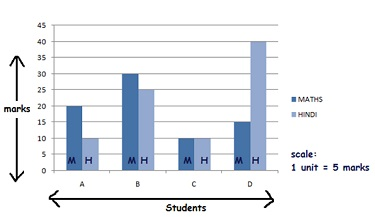 45
40
35
30
25
20
15
10
5
0
marks
M H M H M H M H
A B C D
Students
MATHS
HINDI
scale:
1 unit = 5 marks